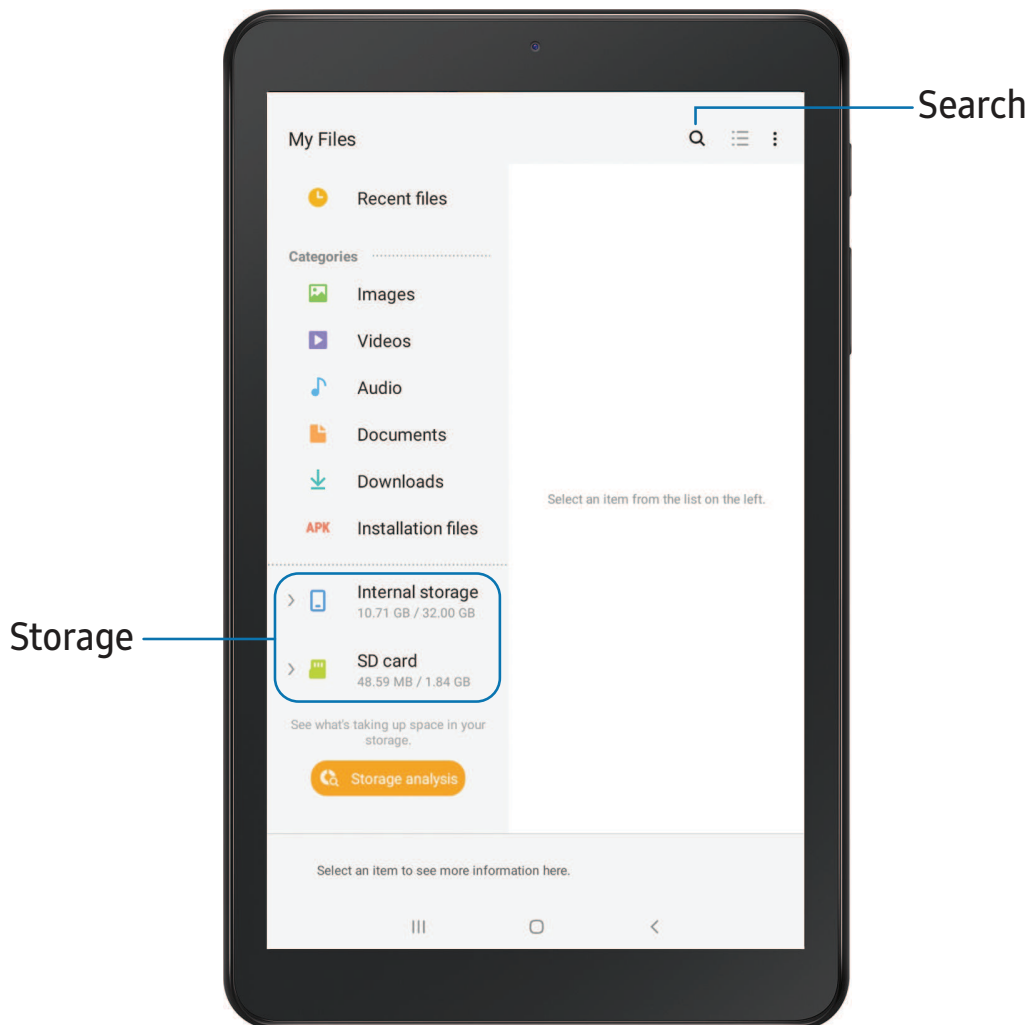 Search
My Files
Recent files
Categories
Images
Videos
Audio
Documents
Downloads
Select an item from the list on the left.
APK Installation files
Internal storage
10.71 GB / 32.00 GB
Storage
SD card
48.59 MB / 1.84 GB
See what's taking up space in your
storage.
Storage analysis
Select an item to see more information here.